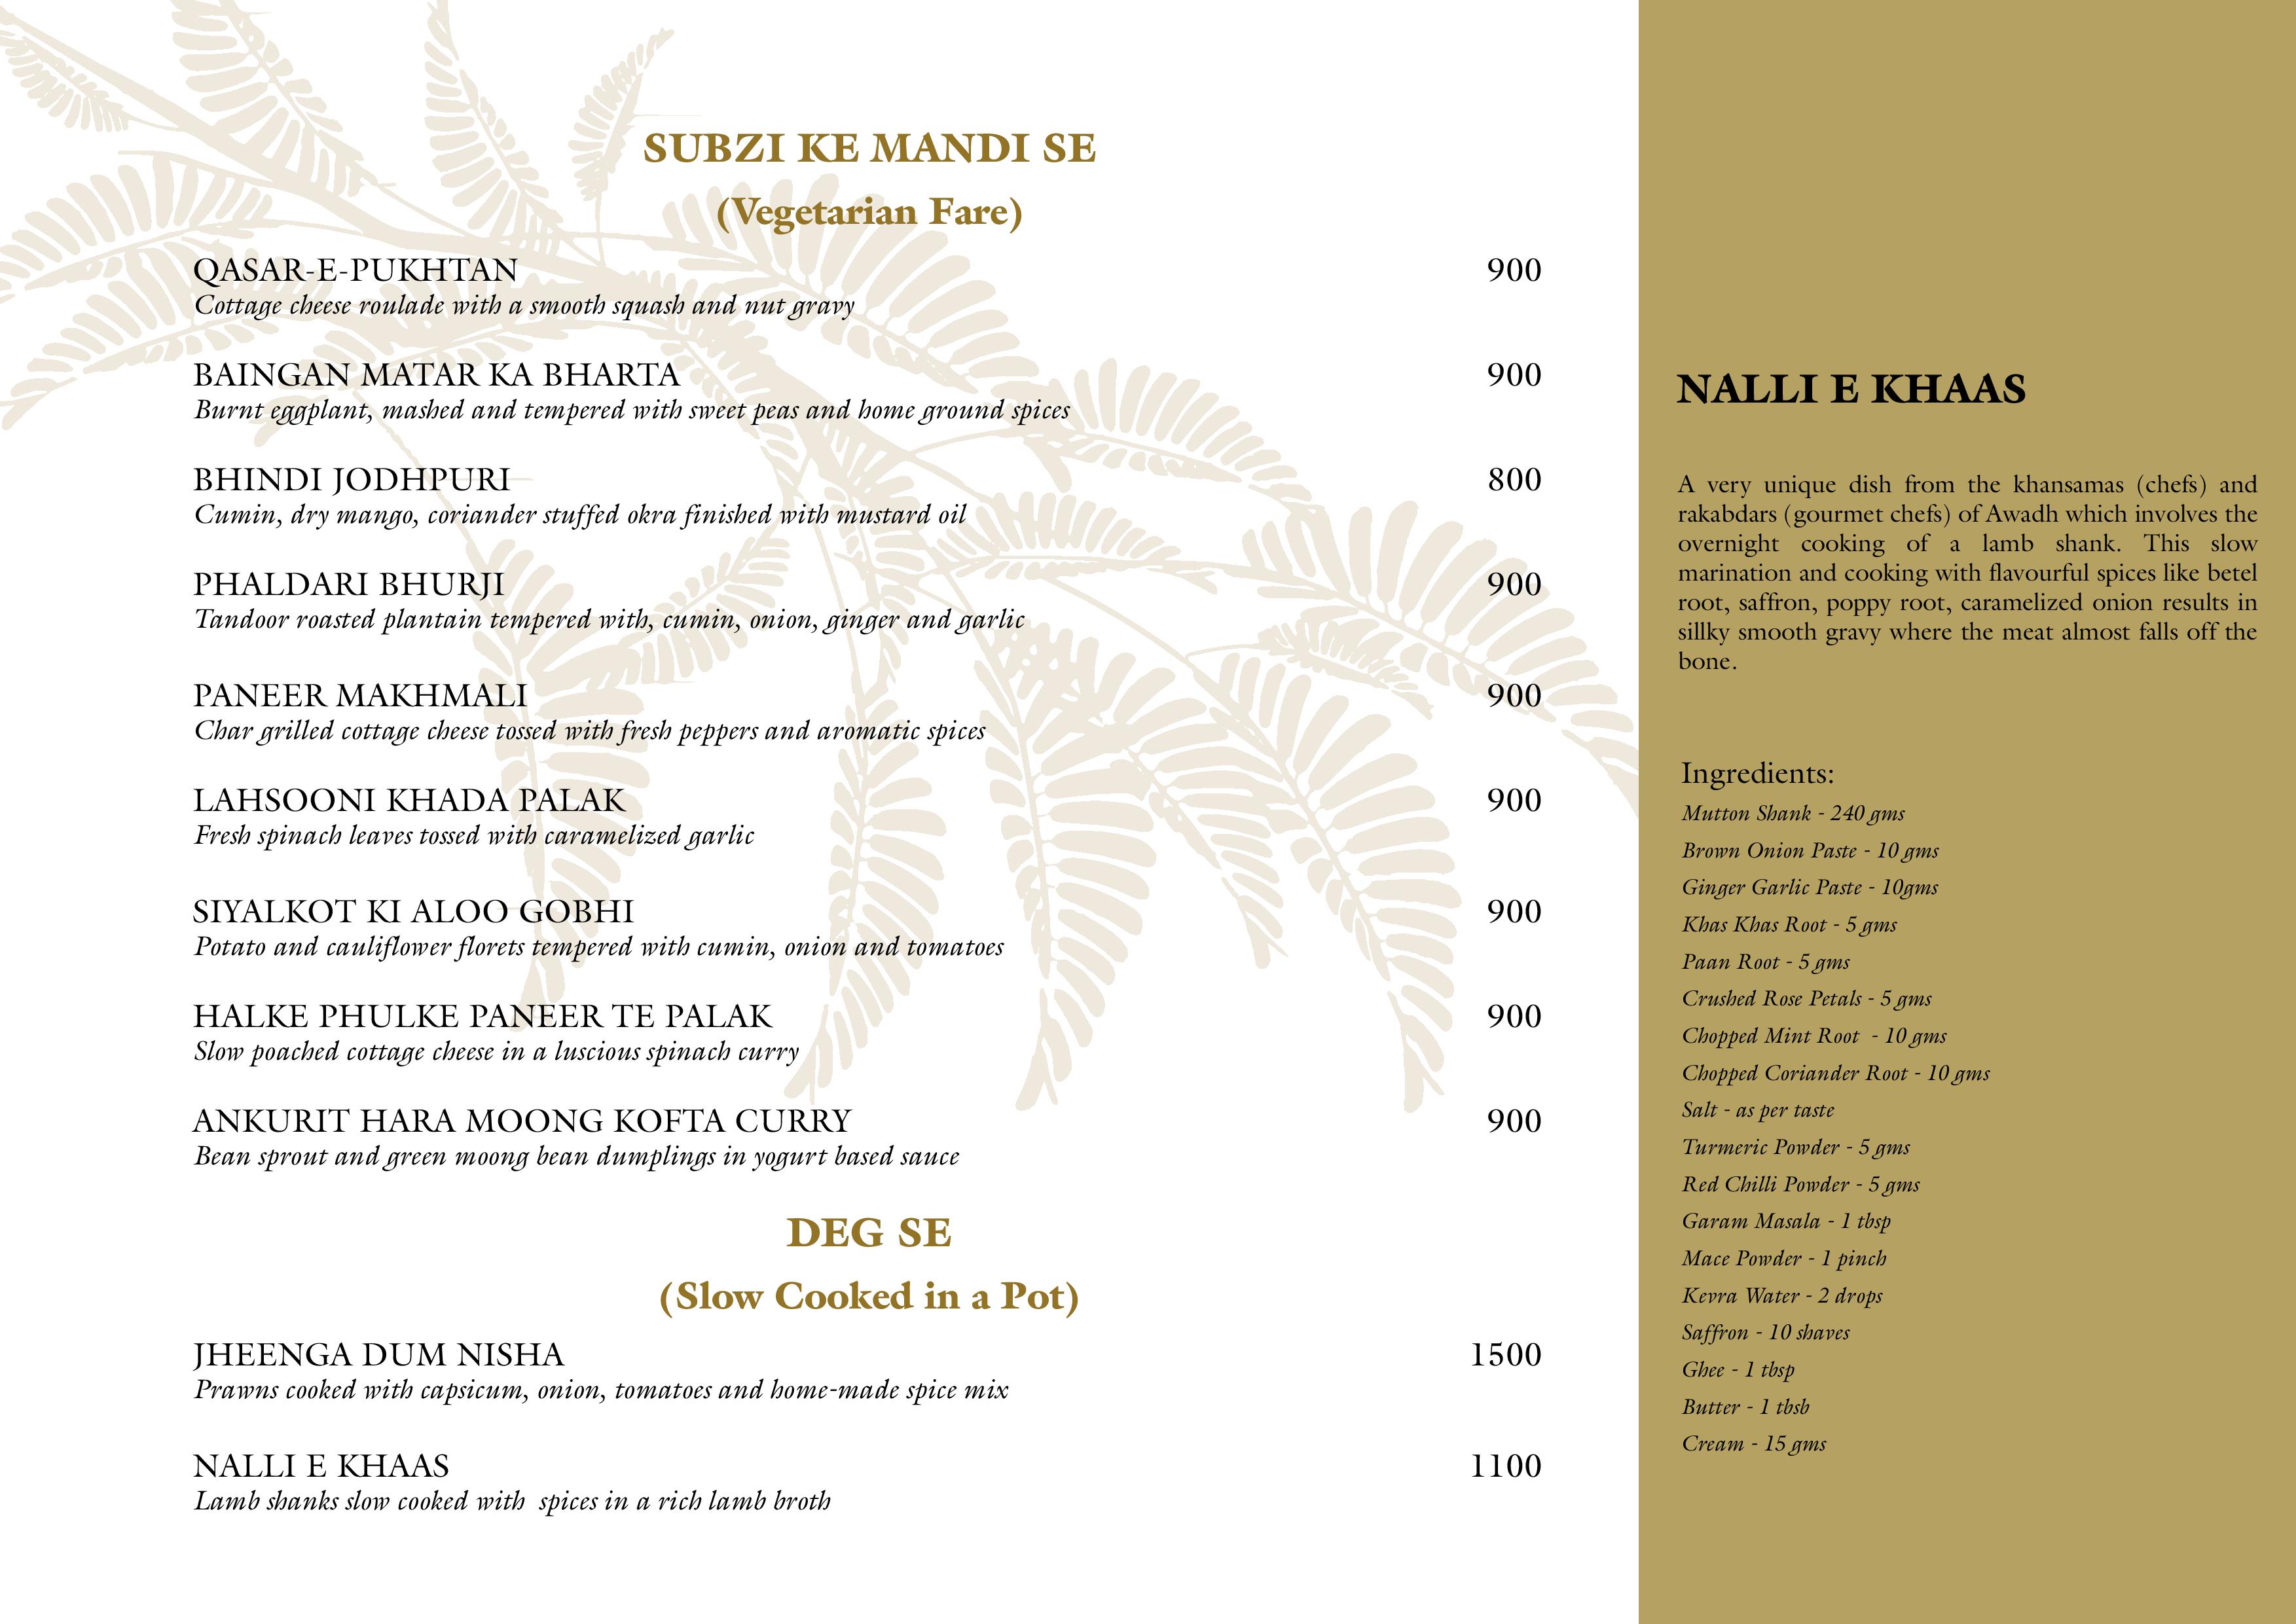 SUBZI KE MANDI SE
(Vegetarian Fare)
QASAR-E-PUKHTAN 900
Cottage cheese roulade with a smooth squash and nut gravy
BAINGAN MATAR KA BHARTA 900
Burnt eggplant, mashed and tempered with sweet peas and home ground spices
BHINDI JODHPURI 800
Cumin, dry mango, coriander stuffed okra finished with mustard oil
PHALDARI BHURJI 900
Tandoor roasted plantain tempered with, cumin, onion, ginger and garlic
PANEER MAKHMALI 900
Char grilled cottage cheese tossed with fresh peppers and aromatic spices
LAHSOONI KHADA PALAK 900
Fresh spinach leaves tossed with caramelized garlic
SIYALKOT KI ALOO GOBHI 900
Potato and cauliflower florets tempered with cumin, onion and tomatoes
HALKE PHULKE PANEER TE PALAK 900
Slow poached cottage cheese in a luscious spinach curry
ANKURIT HARA MOONG KOFTA CURRY 900
Bean sprout and green moong bean dumplings in yogurt based sauce
DEG SE
(Slow Cooked in a Pot)
JHEENGA DUM NISHA 1500
Prawns cooked with capsicum, onion, tomatoes and home-made spice mix
NALLI E KHAAS 1100
Lamb shanks slow cooked with spices in a rich lamb broth
NALLI E KHAAS
A very unique dish from the khansamas (chefs) and
rakabdars (gourmet chefs) of Awadh which involves the
overnight cooking of a lamb shank. This slow
marination and cooking with flavourful spices like betel
root, saffron, poppy root, caramelized onion results in
sillky smooth gravy where the meat almost falls off the
bone.
Ingredients:
Mutton Shank - 240 gms
Brown Onion Paste - 10 gms
Ginger Garlic Paste - 10gms
Khas Khas Root - 5 gms
Paan Root - 5 gms
Crushed Rose Petals - 5 gms
Chopped Mint Root - 10 gms
Chopped Coriander Root - 10 gms
Salt - as per taste
Turmeric Powder - 5 gms
Red Chilli Powder - 5 gms
Garam Masala - 1 tbsp
Mace Powder - 1 pinch
Kevra Water - 2 drops
Saffron - 10 shaves
Ghee - 1 tbsp
Butter - 1 tbsb
Cream - 15 gms